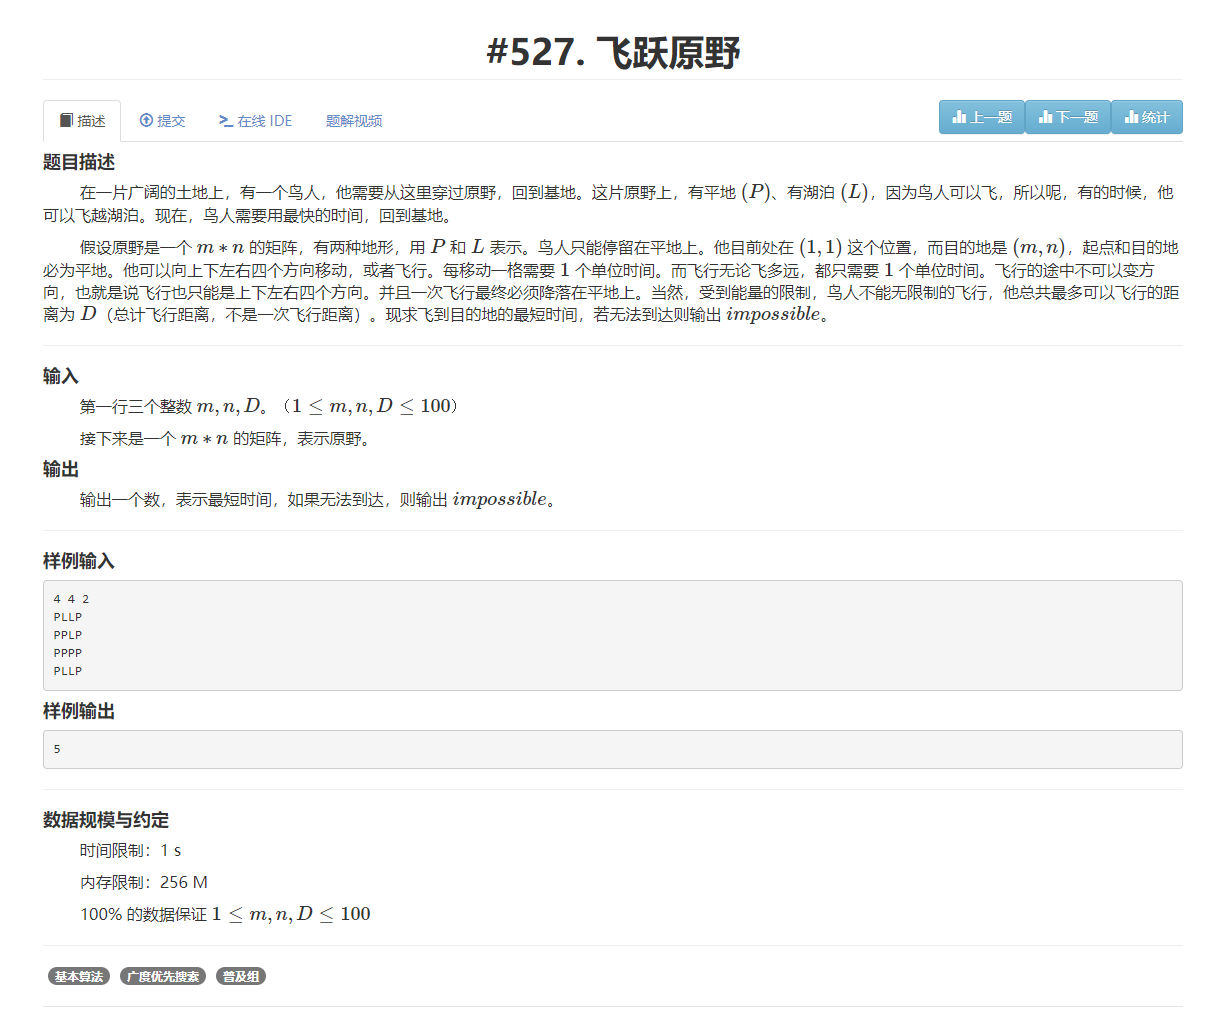 #527. 飞跃原野
描述 提交 在线 IDE 题解视频 上一题 下一题 统计
题目描述
在一片广阔的土地上，有一个鸟人，他需要从这里穿过原野，回到基地。这片原野上，有平地 (P)、有湖泊 (L)，因为鸟人可以飞，所以呢，有的时候，他
可以飞越湖泊。现在，鸟人需要用最快的时间，回到基地。
假设原野是一个 m ∗ n 的矩阵，有两种地形，用 P 和 L 表示。鸟人只能停留在平地上。他目前处在 (1, 1) 这个位置，而目的地是 (m, n)，起点和目的地
必为平地。他可以向上下左右四个方向移动，或者飞行。每移动一格需要 1 个单位时间。而飞行无论飞多远，都只需要 1 个单位时间。飞行的途中不可以变方
向，也就是说飞行也只能是上下左右四个方向。并且一次飞行最终必须降落在平地上。当然，受到能量的限制，鸟人不能无限制的飞行，他总共最多可以飞行的距
离为 D（总计飞行距离，不是一次飞行距离）。现求飞到目的地的最短时间，若无法到达则输出 impossible。
输入
第一行三个整数 m, n, D。（1 ≤ m, n, D ≤ 100）
接下来是一个 m ∗ n 的矩阵，表示原野。
输出
输出一个数，表示最短时间，如果无法到达，则输出 impossible。
样例输入
4 4 2
PLLP
PPLP
PPPP
PLLP
样例输出
5
数据规模与约定
时间限制：1 s
内存限制：256 M
100% 的数据保证 1 ≤ m, n, D ≤ 100
基本算法 广度优先搜索 普及组